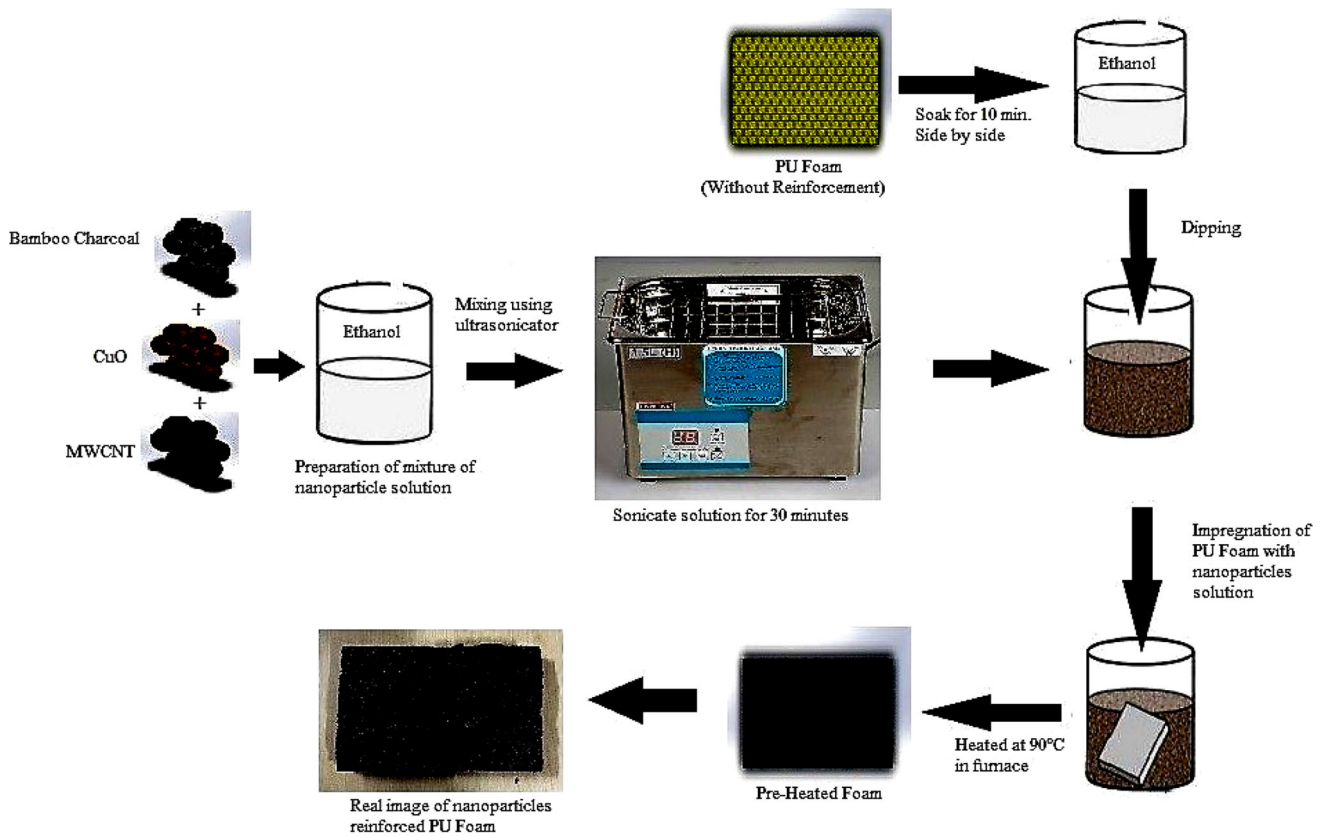 Ethanol
Soak for 10 min.
Side by side
PU Foam
(Without Reinforcement)
Dipping
Bamboo Charcoal
+
CuO
+
MWCNT
Ethanol
Mixing using
ultrasonicator
Preparation of mixture of
nanoparticle solution
Sonicate solution for 30 minutes
Impregnation of
PU Foam with
nanoparticles
solution
Heated at 90°C
in furnace
Pre-Heated Foam
Real image of nanoparticles
reinforced PU Foam